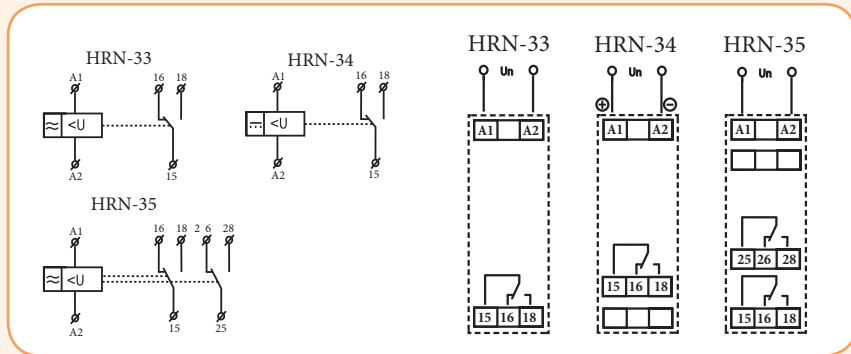 HRN-33
A1
16 18
≂ <U
A2
15
HRN-34
A1
16 18
⎓ <U
A2
15
HRN-35
A1
16 18 2 6 28
≂ <U
A2
15 25
HRN-33
Un
A1 A2
15 16 18
HRN-34
Un
⊕ ⊖
A1 A2
15 16 18
HRN-35
Un
A1 A2
25 26 28
15 16 18